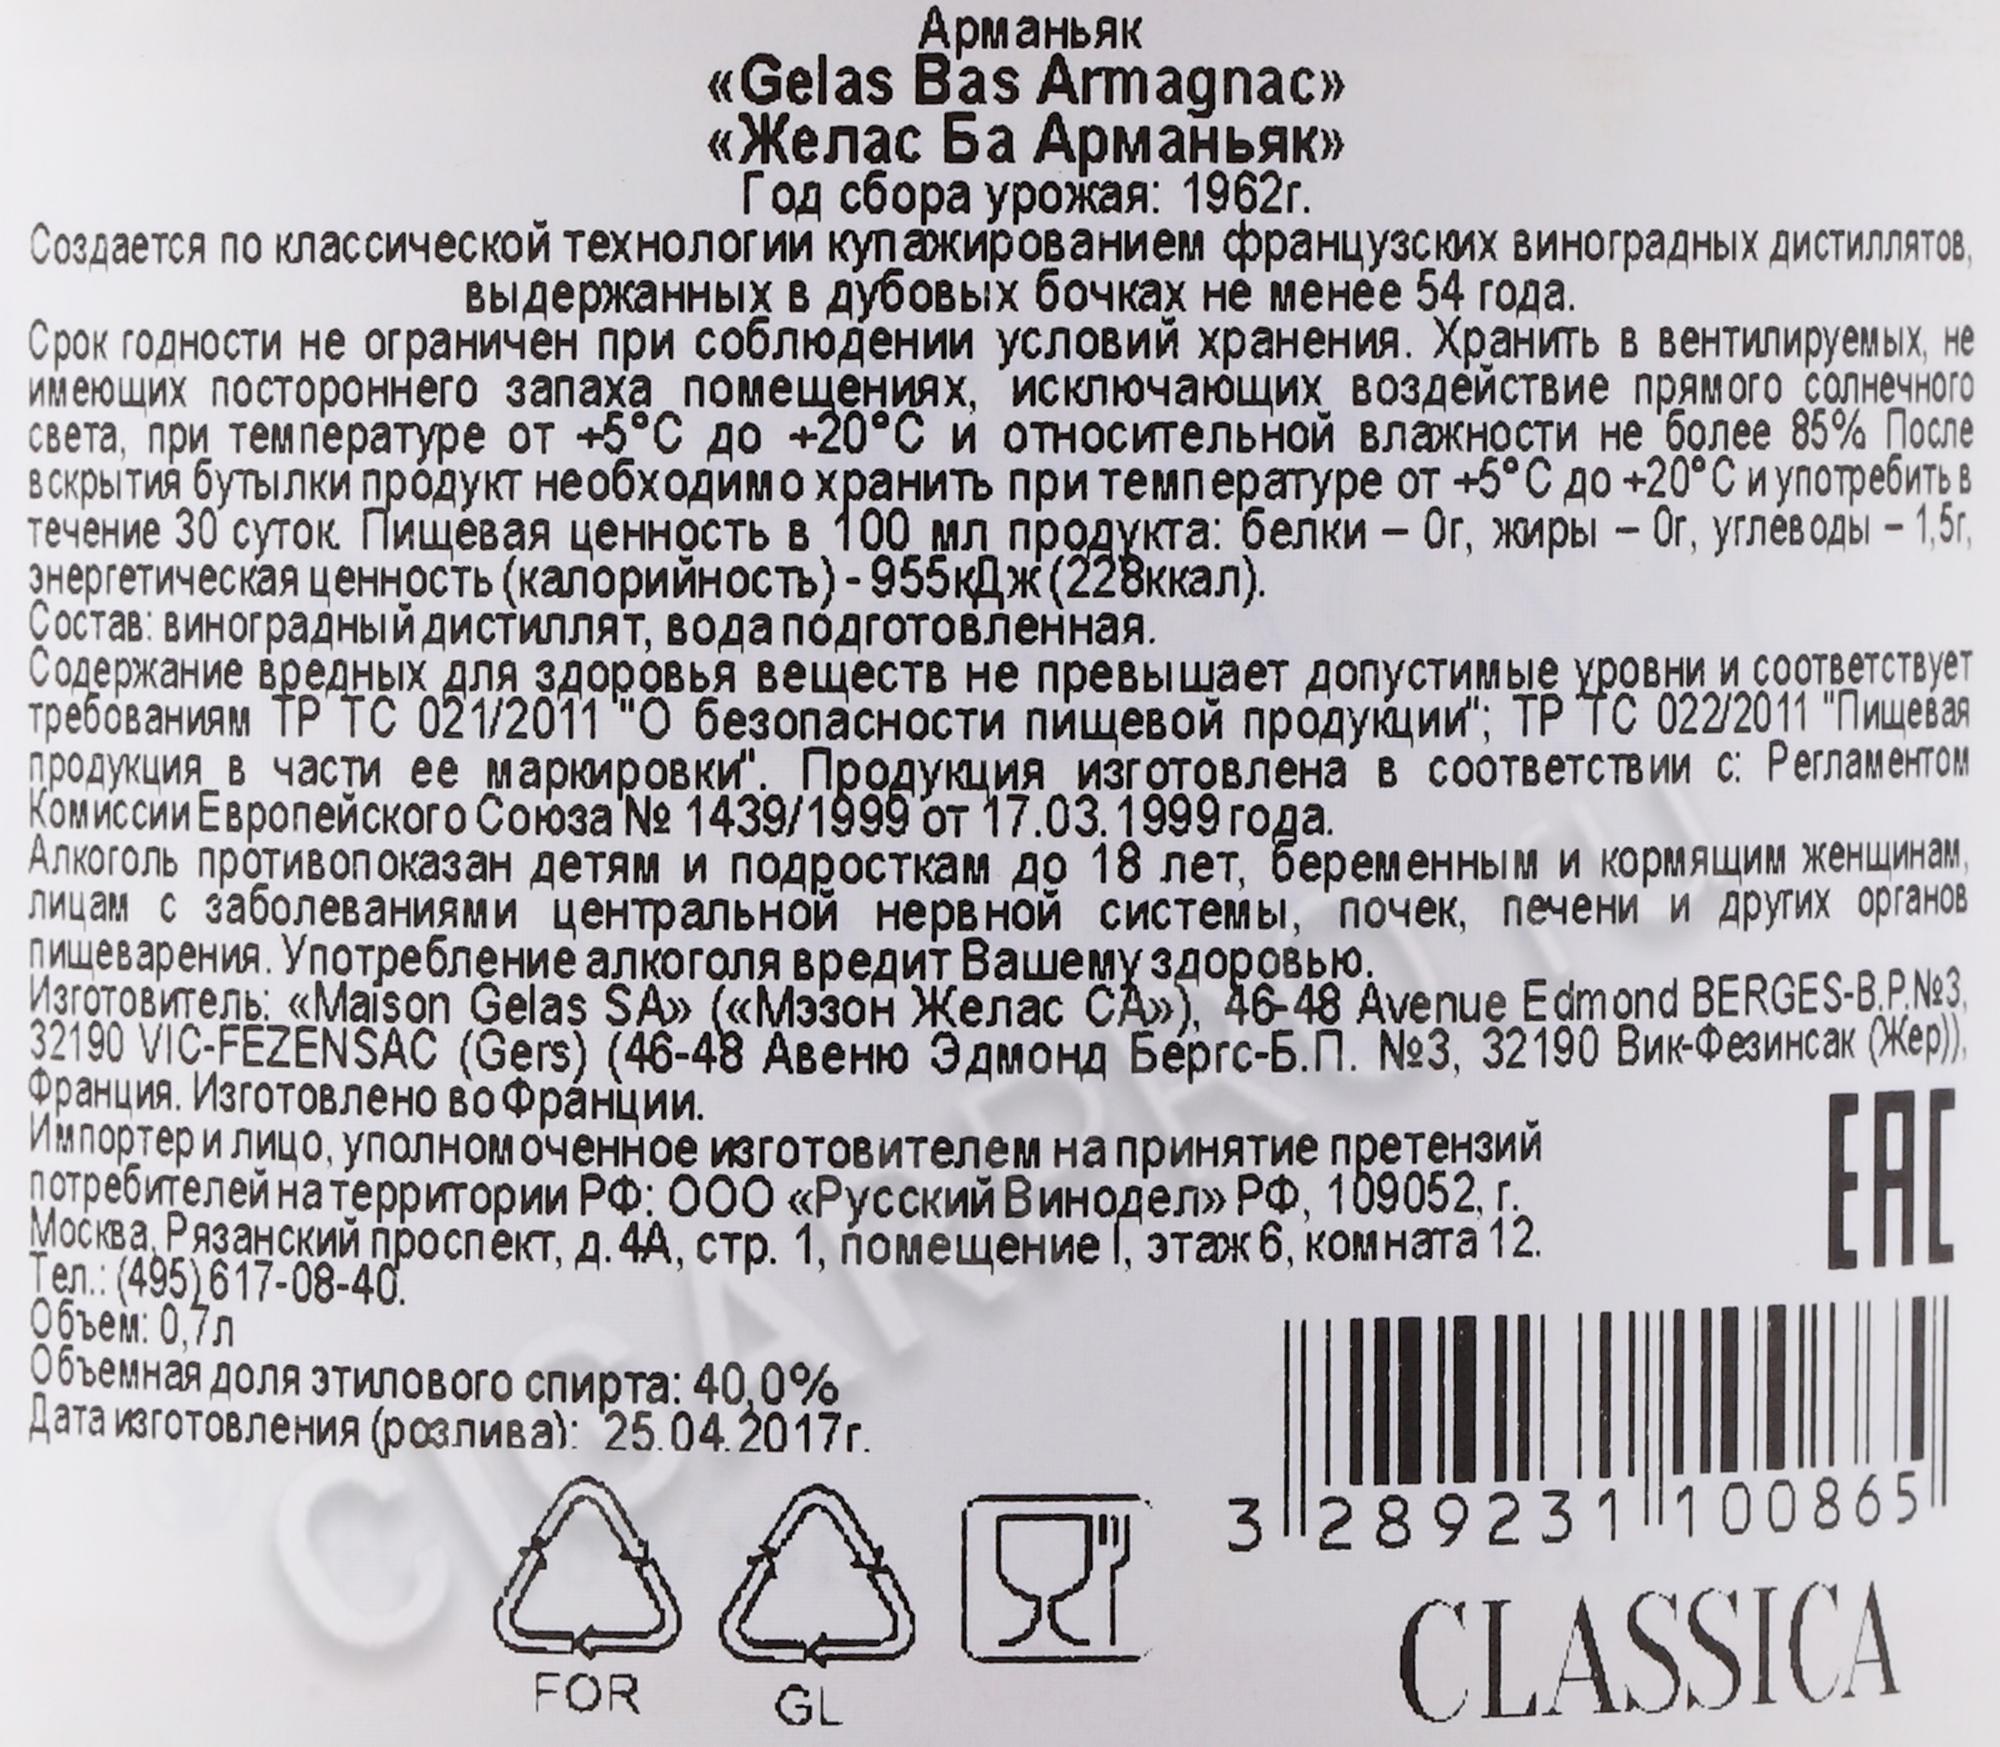 Арманьяк
«Gelas Bas Armagnac»
«Желас Ба Арманьяк»
Год сбора урожая: 1962г.
Создается по классической технологии купажированием французских виноградных дистиллятов,
выдержанных в дубовых бочках не менее 54 года.
Срок годности не ограничен при соблюдении условий хранения. Хранить в вентилируемых, не
имеющих постороннего запаха помещениях, исключающих воздействие прямого солнечного
света, при температуре от +5°С до +20°С и относительной влажности не более 85% После
вскрытия бутылки продукт необходимо хранить при температуре от +5°С до +20°С и употребить в
течение 30 суток. Пищевая ценность в 100 мл продукта: белки – 0г, жиры – 0г, углеводы – 1,5г,
энергетическая ценность (калорийность) - 955кДж (228ккал).
Состав: виноградный дистиллят, вода подготовленная.
Содержание вредных для здоровья веществ не превышает допустимые уровни и соответствует
требованиям ТР ТС 021/2011 "О безопасности пищевой продукции"; ТР ТС 022/2011 "Пищевая
продукция в части ее маркировки". Продукция изготовлена в соответствии с: Регламентом
Комиссии Европейского Союза № 1439/1999 от 17.03.1999 года.
Алкоголь противопоказан детям и подросткам до 18 лет, беременным и кормящим женщинам,
лицам с заболеваниями центральной нервной системы, почек, печени и других органов
пищеварения. Употребление алкоголя вредит Вашему здоровью.
Изготовитель: «Maison Gelas SA» («Мэзон Желас СА»), 46-48 Avenue Edmond BERGES-B.P.№3,
32190 VIC-FEZENSAC (Gers) (46-48 Авеню Эдмонд Бергс-Б.П. №3, 32190 Вик-Фезинсак (Жер)),
Франция. Изготовлено во Франции.
Импортер и лицо, уполномоченное изготовителем на принятие претензий
потребителей на территории РФ: ООО «Русский Винодел» РФ, 109052, г.
Москва, Рязанский проспект, д. 4А, стр. 1, помещение I, этаж 6, комната 12.
Тел.: (495) 617-08-40.
Объем: 0,7л
Объемная доля этилового спирта: 40,0%
Дата изготовления (розлива): 25.04.2017г.
EAC
3 289231 100865
FOR
GL
CLASSICA
CIGARPRO.ru